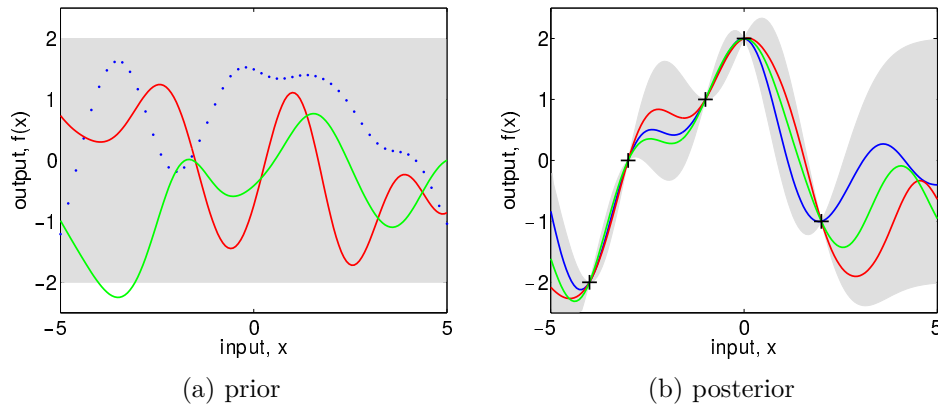 2
1
0
−1
−2
output, f(x)
−5
0
5
input, x
(a) prior
2
1
0
−1
−2
output, f(x)
−5
0
5
input, x
(b) posterior